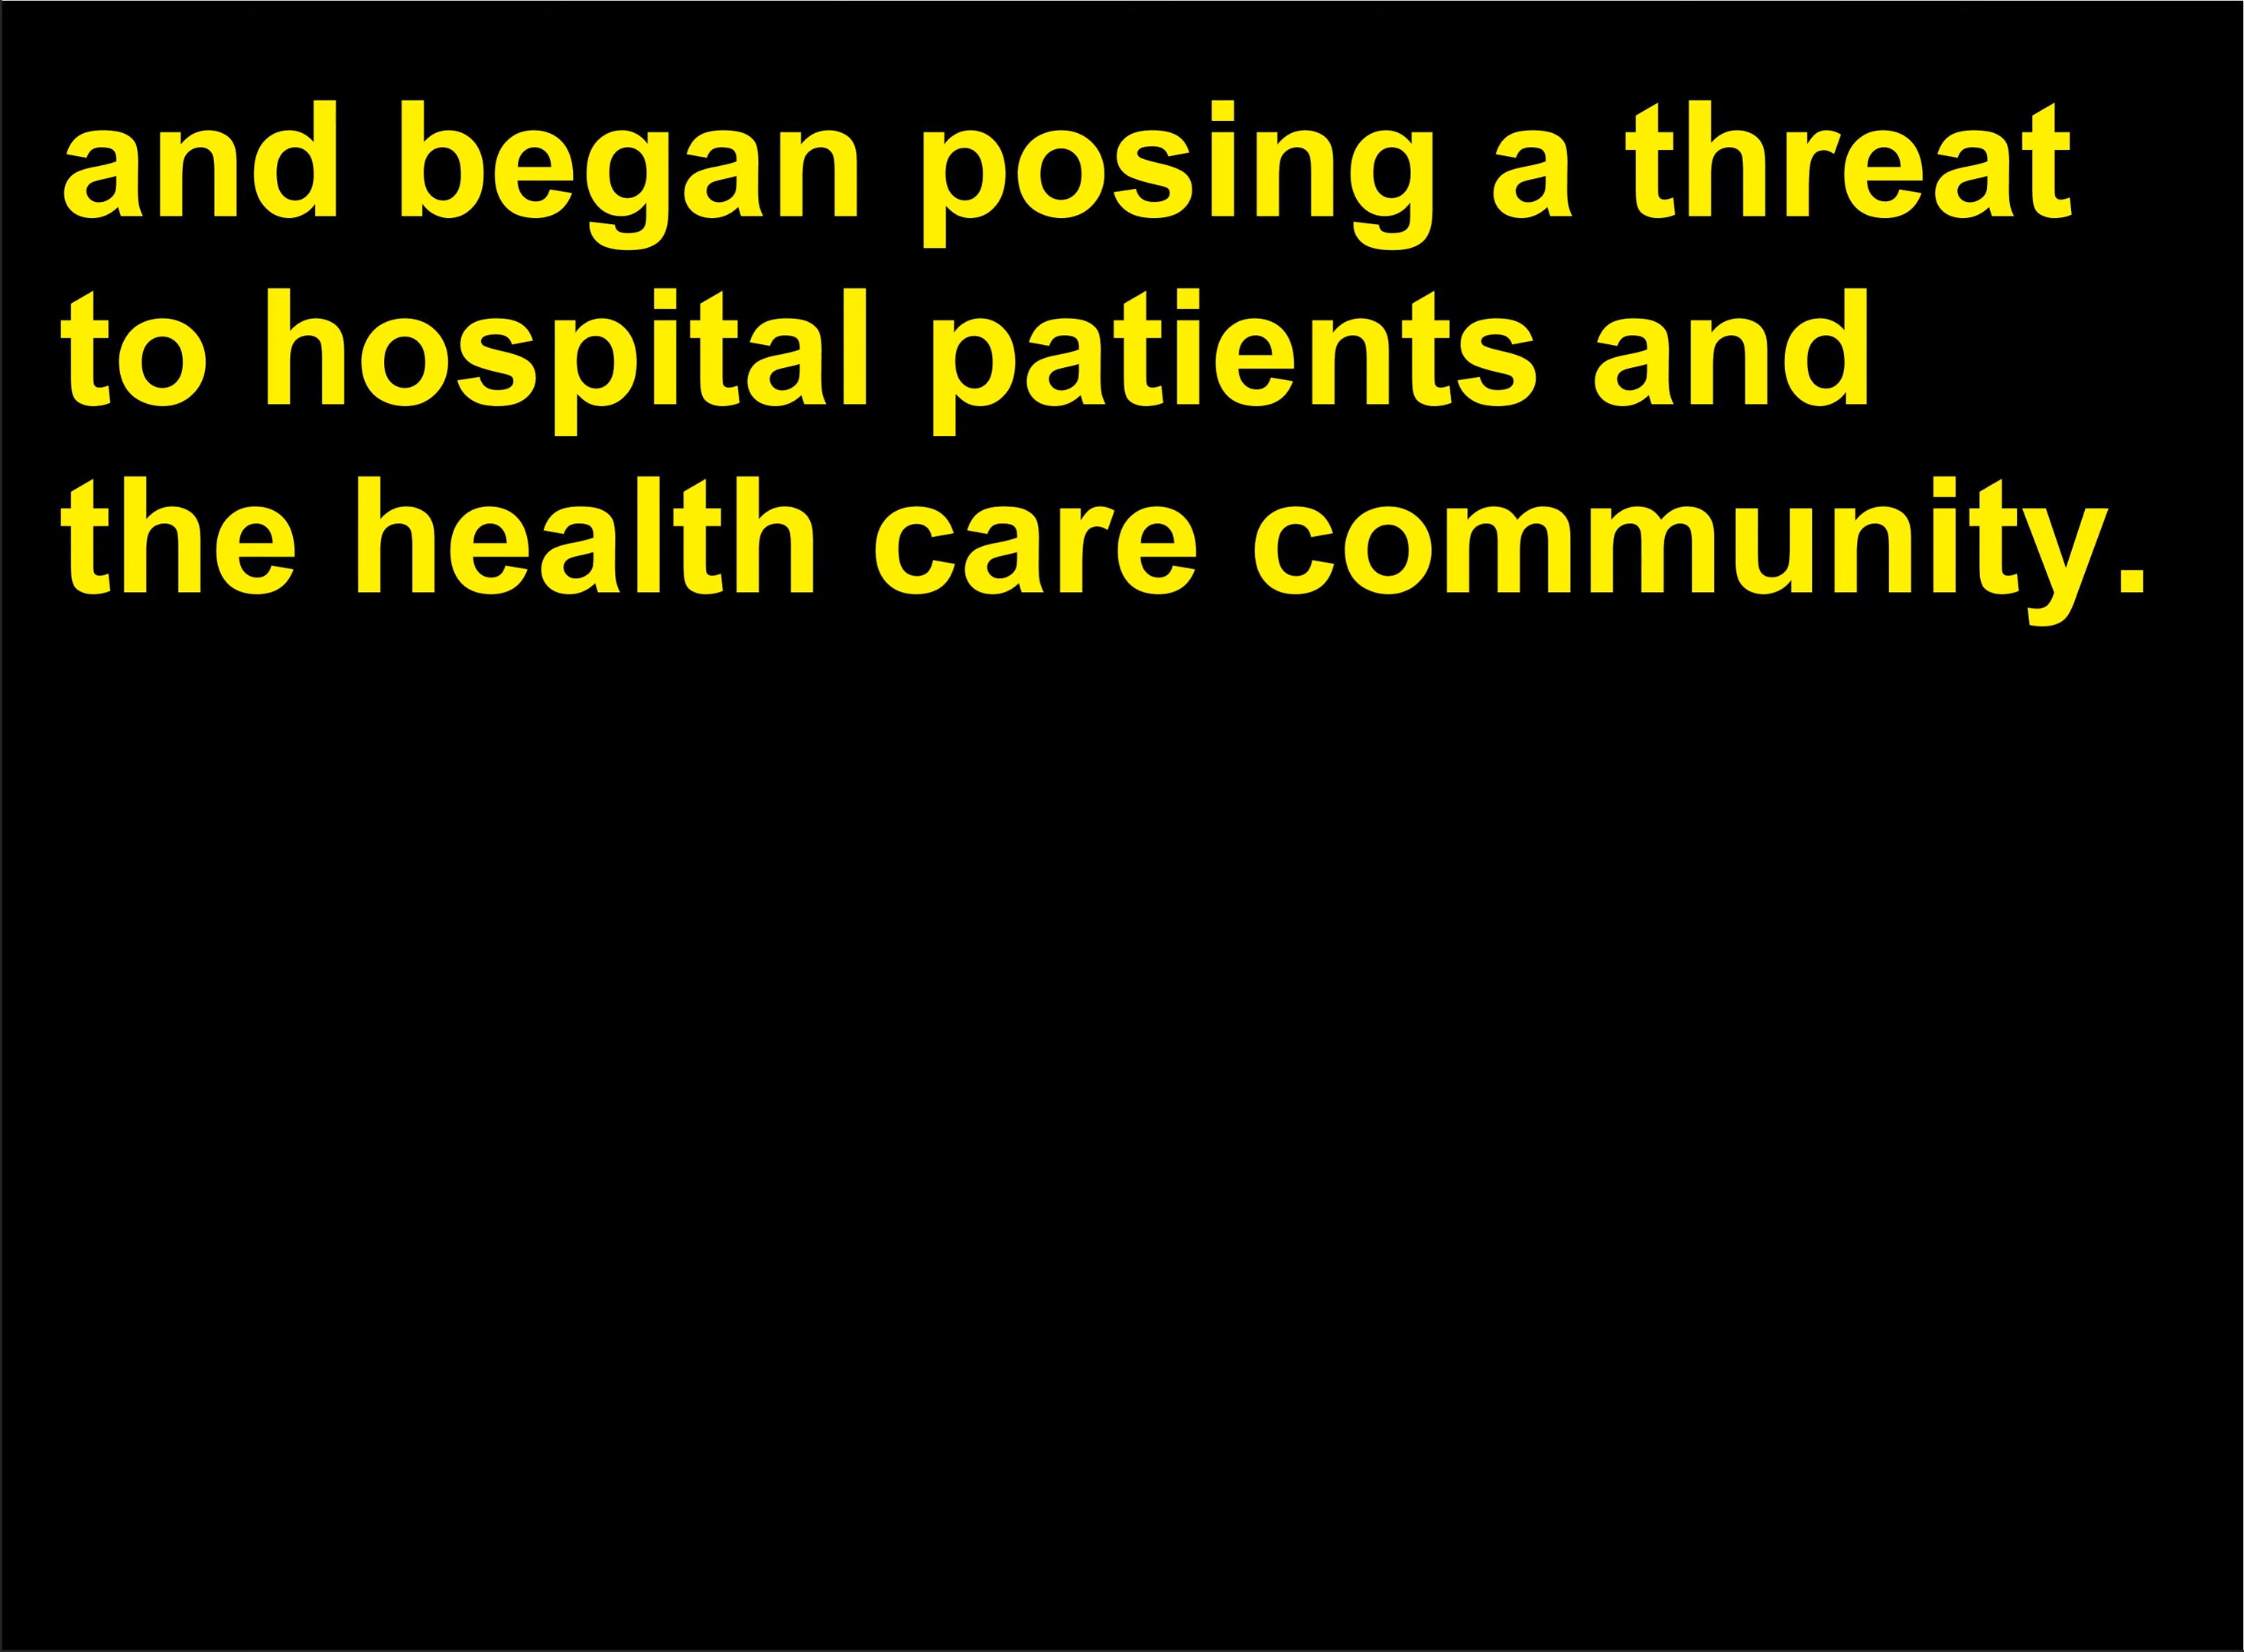 and began posing a threat
to hospital patients and
the health care community.